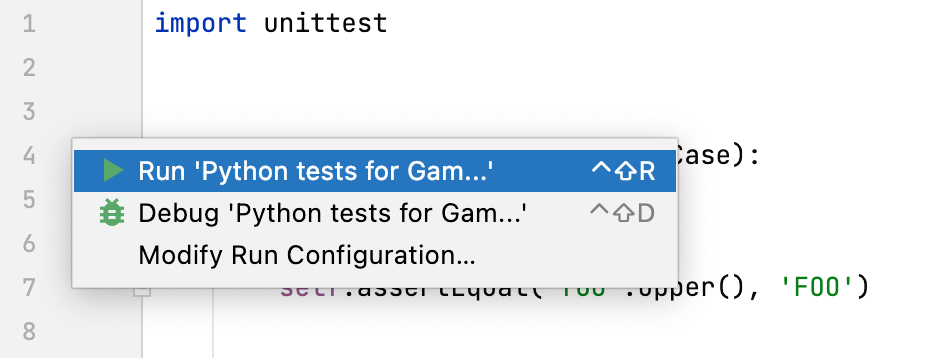 1 import unittest
2
3
4 Case):
Run 'Python tests for Gam...' ^⇧R
5
Debug 'Python tests for Gam...' ^⇧D
6
Modify Run Configuration...
7 self.assertEqual('foo'.upper(), 'FOO')
8